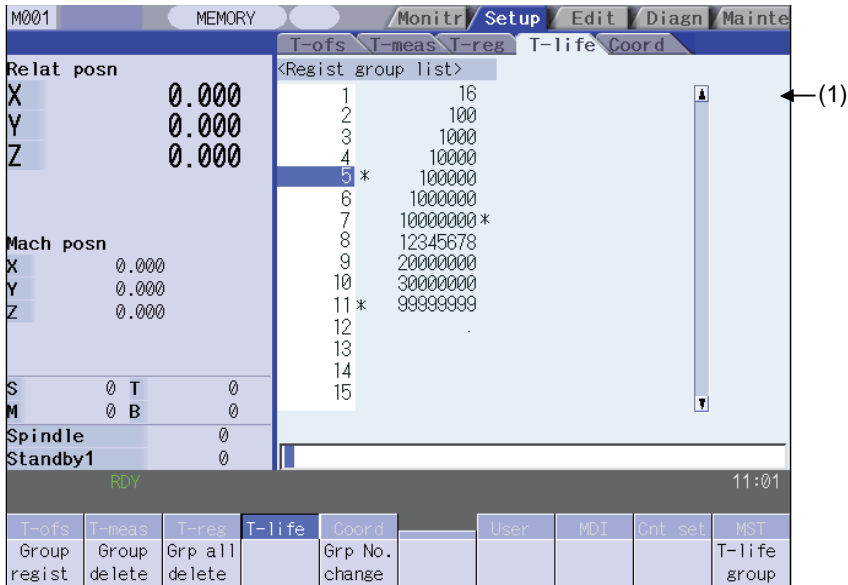 M001 MEMORY Monitr Setup Edit Diagn Mainte
T-ofs T-meas T-reg T-life Coord
Relat posn
X 0.000
Y 0.000
Z 0.000
Mach posn
X 0.000
Y 0.000
Z 0.000
S 0 T 0
M 0 B 0
Spindle 0
Standby1 0
<Regist group list>
1 16
2 100
3 1000
4 10000
5 * 100000
6 1000000
7 10000000 *
8 12345678
9 20000000
10 30000000
11 * 99999999
12 .
13
14
15
(1)
RDY 11:01
T-ofs T-meas T-reg T-life Coord User MDI Cnt set MST
Group Group Grp all Grp No. T-life
regist delete delete change group